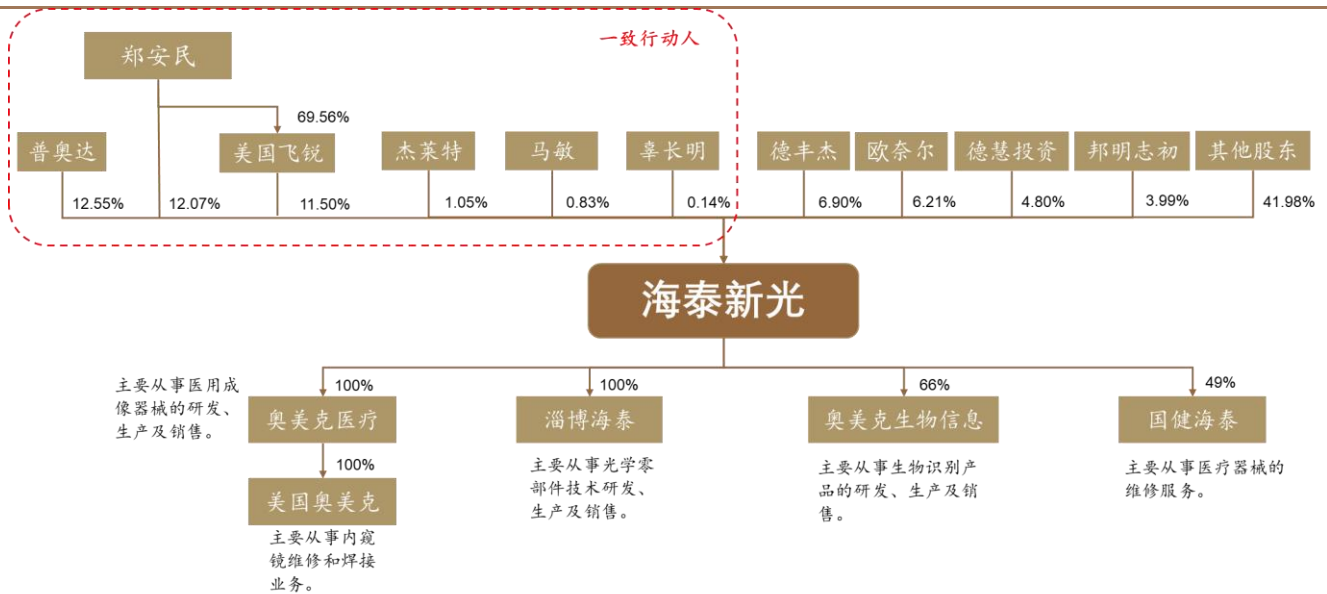 一致行动人
郑安民
69.56%
普奥达
美国飞锐
杰莱特
马敏
辜长明
德丰杰
欧奈尔
德慧投资
邦明志初
其他股东
12.55%
12.07%
11.50%
1.05%
0.83%
0.14%
6.90%
6.21%
4.80%
3.99%
41.98%
海泰新光
主要从事医用成
像器械的研发、
生产及销售。
100%
100%
66%
49%
奥美克医疗
淄博海泰
奥美克生物信息
国健海泰
100%
美国奥美克
主要从事内窥
镜维修和焊接
业务。
主要从事光学零
部件技术研发、
生产及销售。
主要从事生物识别产
品的研发、生产及销
售。
主要从事医疗器械的
维修服务。